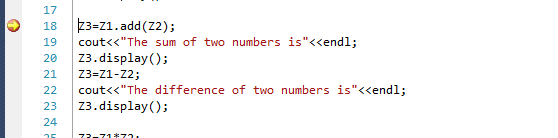 17
18 Z3=Z1.add(Z2);
19 cout<<"The sum of two numbers is"<<endl;
20 Z3.display();
21 Z3=Z1-Z2;
22 cout<<"The difference of two numbers is"<<endl;
23 Z3.display();
24